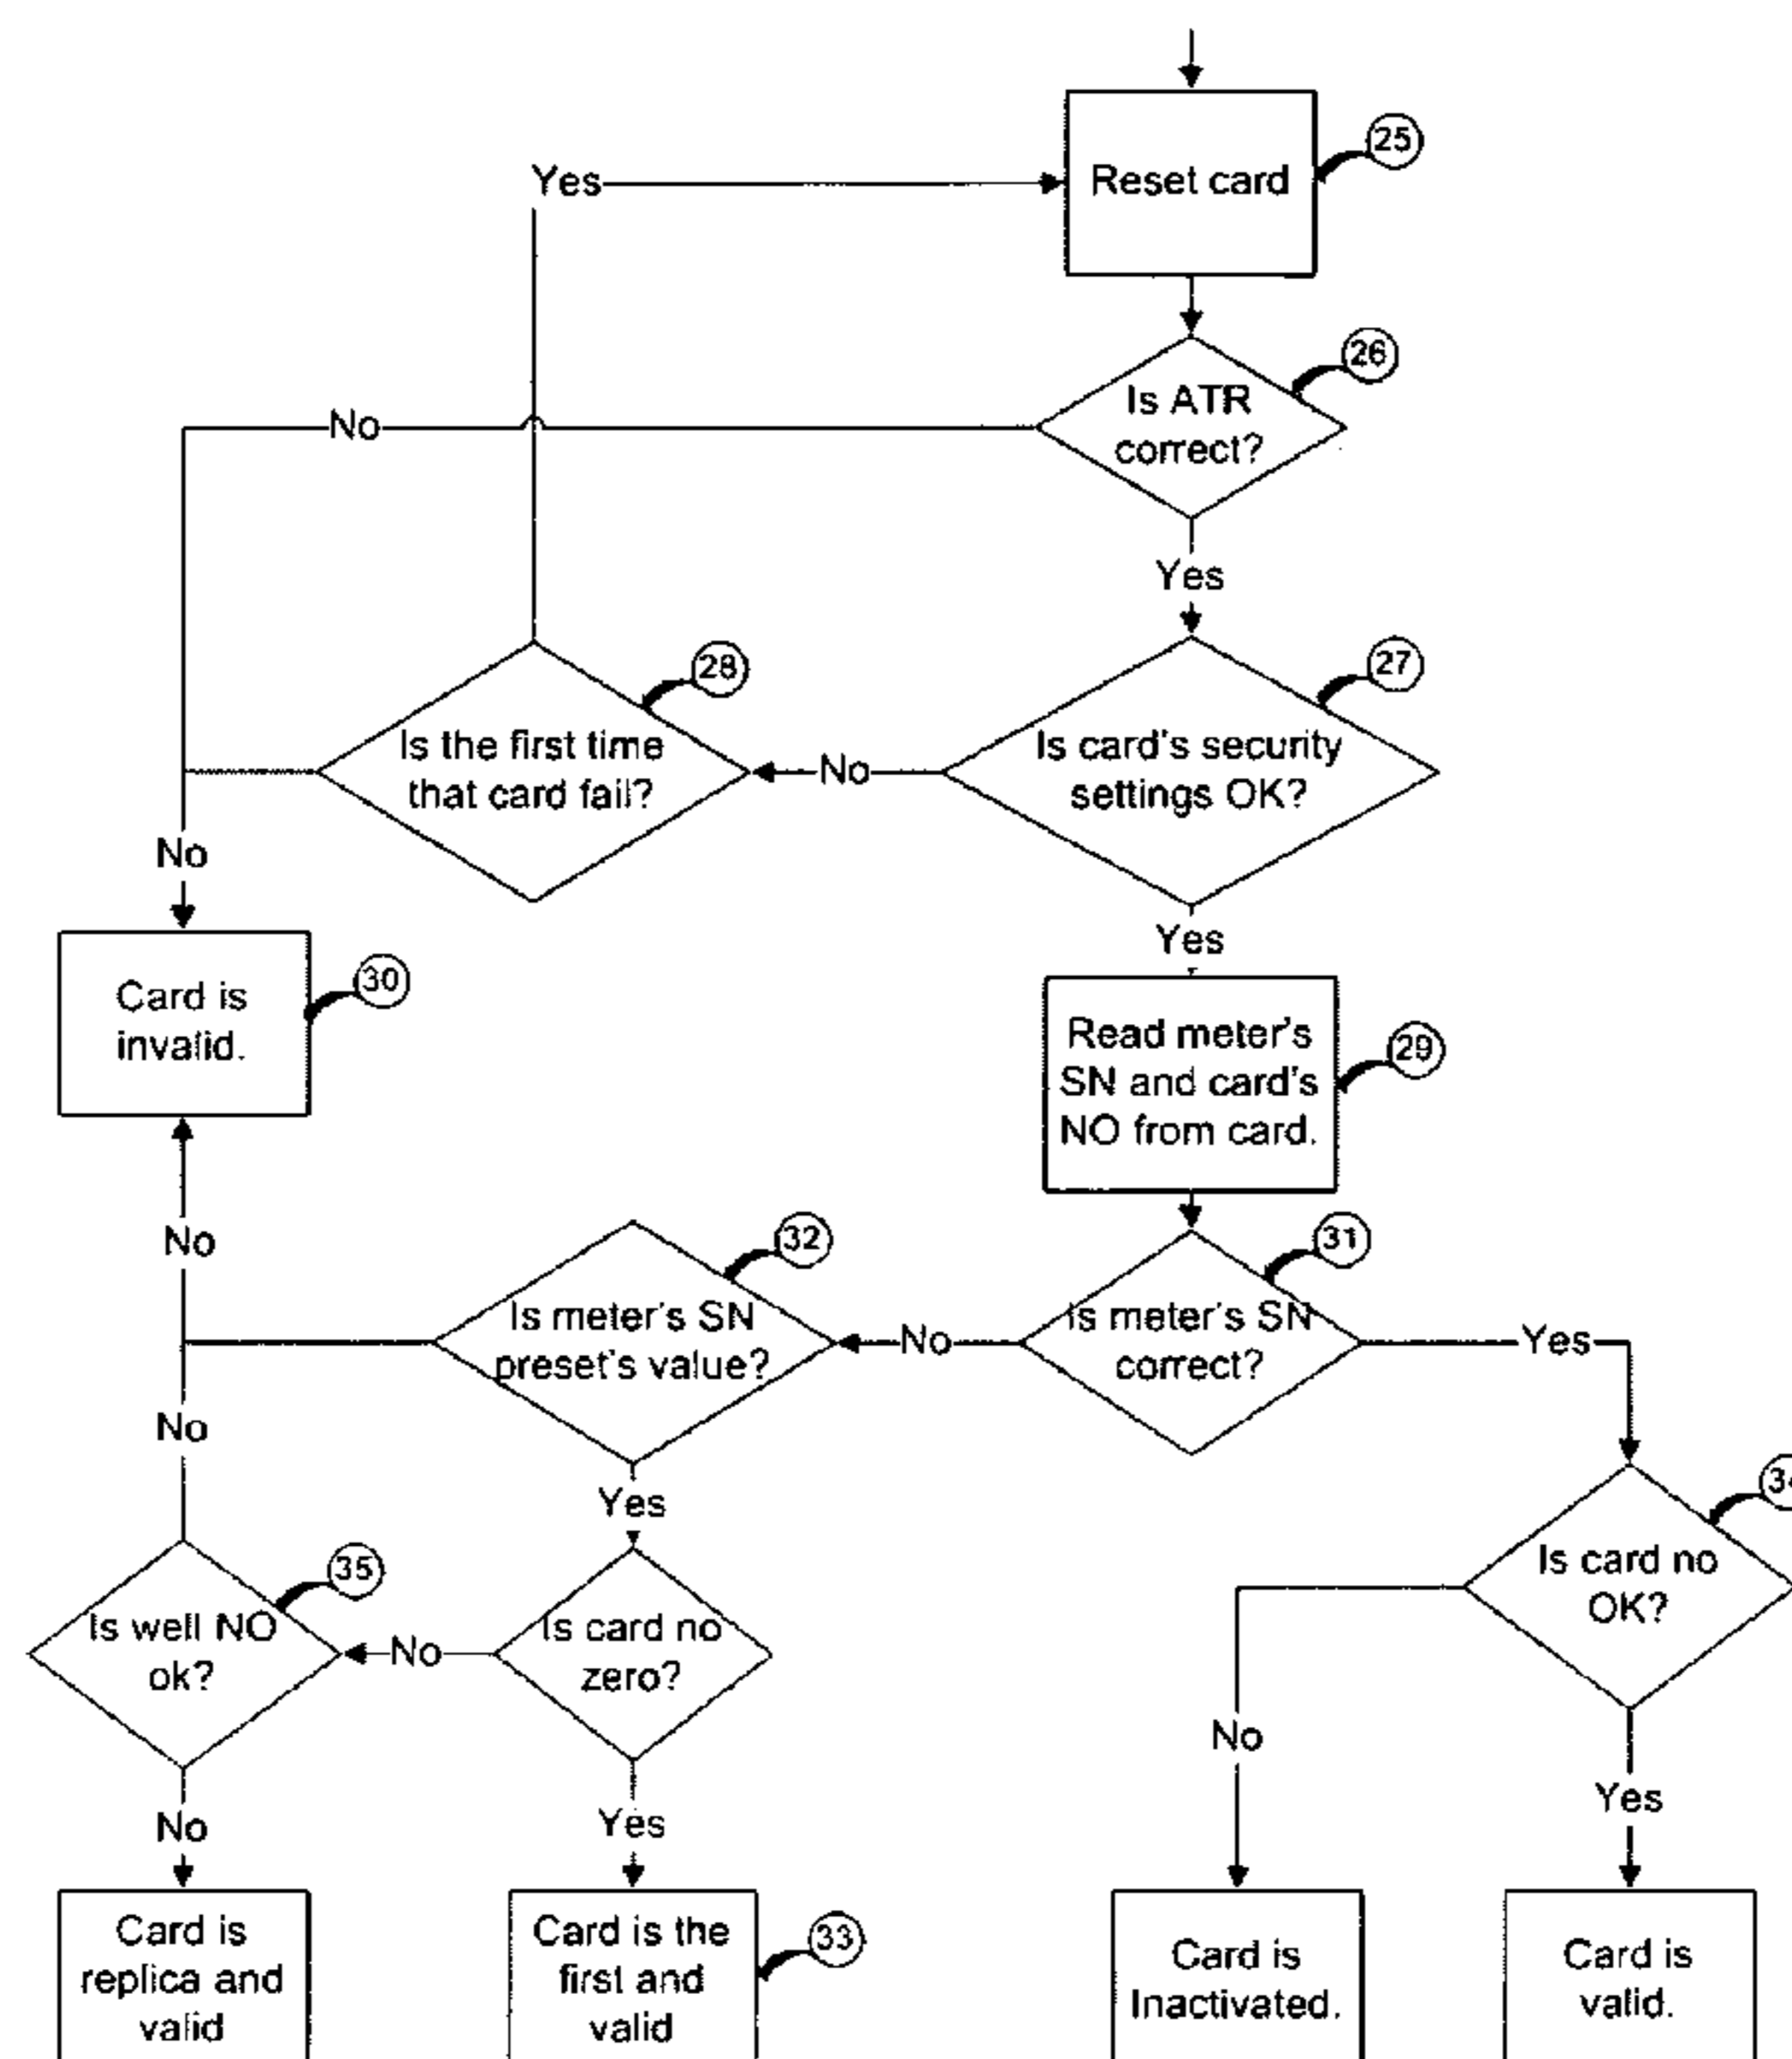 25
Yes
Reset card
26
Is ATR
correct?
No
Yes
28
27
Is the first time
that card fail?
No
Is card's security
settings OK?
No
Yes
30
Card is
invalid.
29
Read meter's
SN and card's
NO from card.
No
32
31
Is meter's SN
preset's value?
No
Is meter's SN
correct?
Yes
No
Yes
35
Is well NO
ok?
No
Is card no
zero?
Is card no
OK?
No
Yes
No
Yes
Card is
replica and
valid
33
Card is the
first and
valid
Card is
Inactivated.
Card is
valid.